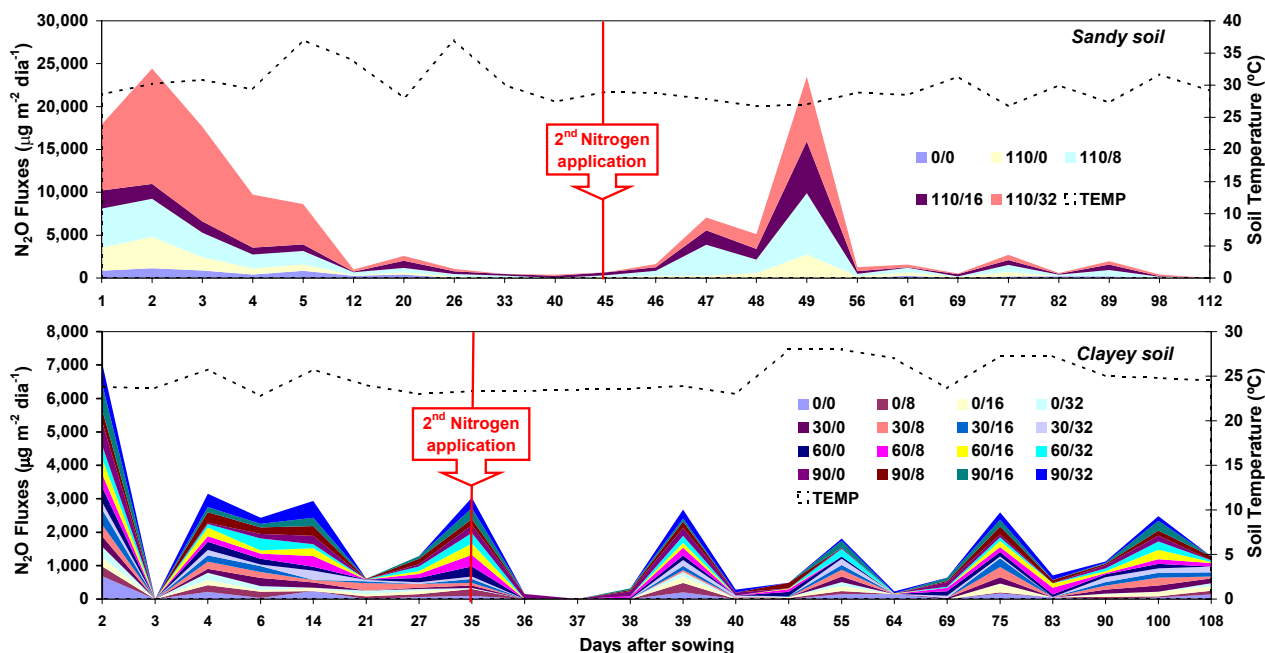 30,000
25,000
20,000
15,000
10,000
5,000
0
N₂O Fluxes (µg m⁻² dia⁻¹)
40
35
30
25
20
15
10
5
0
Soil Temperature (ºC)
Sandy soil
2ⁿᵈ Nitrogen
application
0/0 110/0 110/8
110/16 110/32 TEMP
1 2 3 4 5 12 20 26 33 40 45 46 47 48 49 56 61 69 77 82 89 98 112
8,000
7,000
6,000
5,000
4,000
3,000
2,000
1,000
0
N₂O Fluxes (µg m⁻² dia⁻¹)
30
25
20
15
10
5
0
Soil Temperature (ºC)
Clayey soil
2ⁿᵈ Nitrogen
application
0/0 0/8 0/16 0/32
30/0 30/8 30/16 30/32
60/0 60/8 60/16 60/32
90/0 90/8 90/16 90/32
TEMP
2 3 4 6 14 21 27 35 36 37 38 39 40 48 55 64 69 75 83 90 100 108
Days after sowing